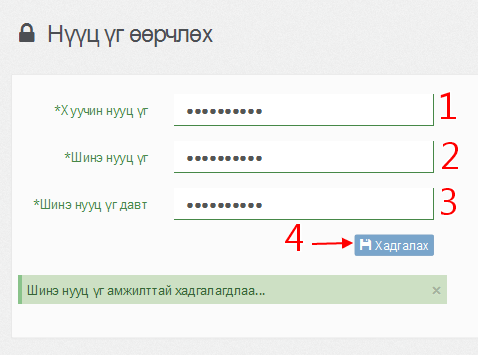 Нууц үг өөрчлөх
*Хуучин нууц үг
1
*Шинэ нууц үг
2
*Шинэ нууц үг давт
3
4
Хадгалах
Шинэ нууц үг амжилттай хадгалагдлаа...
×